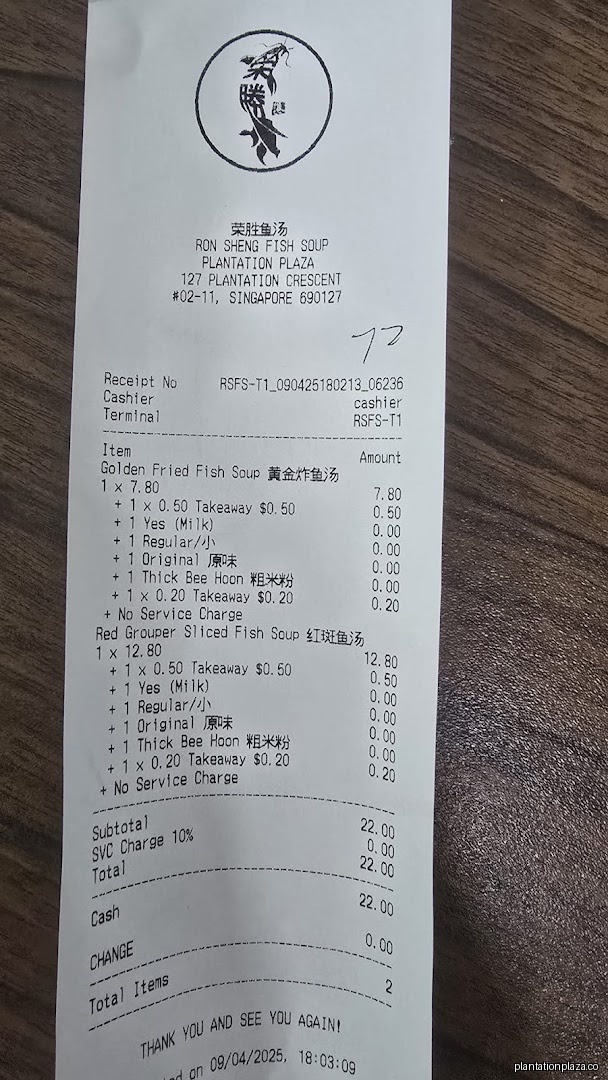 荣勝
荣胜鱼汤
RON SHENG FISH SOUP
PLANTATION PLAZA
127 PLANTATION CRESCENT
#02-11, SINGAPORE 690127
77
Receipt No RSFS-T1_090425180213_06236
Cashier cashier
Terminal RSFS-T1
Item Amount
Golden Fried Fish Soup 黄金炸鱼汤
1 x 7.80 7.80
+ 1 x 0.50 Takeaway $0.50 0.50
+ 1 Yes (Milk) 0.00
+ 1 Regular/小 0.00
+ 1 Original 原味 0.00
+ 1 Thick Bee Hoon 粗米粉 0.00
+ 1 x 0.20 Takeaway $0.20 0.20
+ No Service Charge
Red Grouper Sliced Fish Soup 红斑鱼汤
1 x 12.80 12.80
+ 1 x 0.50 Takeaway $0.50 0.50
+ 1 Yes (Milk) 0.00
+ 1 Regular/小 0.00
+ 1 Original 原味 0.00
+ 1 Thick Bee Hoon 粗米粉 0.00
+ 1 x 0.20 Takeaway $0.20 0.20
+ No Service Charge
Subtotal 22.00
SVC Charge 10% 0.00
Total 22.00
Cash 22.00
CHANGE 0.00
Total Items 2
THANK YOU AND SEE YOU AGAIN!
on 09/04/2025, 18:03:09
plantationplaza.co